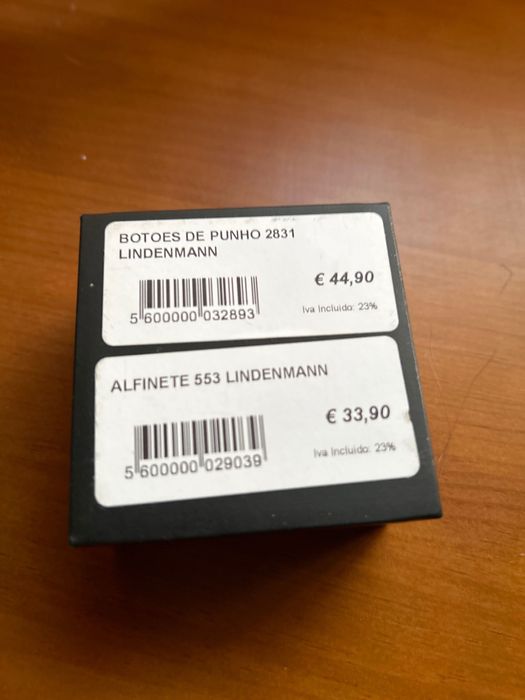 BOTOES DE PUNHO 2831
LINDENMANN
€ 44,90
Iva Incluido: 23%
5 600000 032893
ALFINETE 553 LINDENMANN
€ 33,90
Iva Incluido: 23%
5 600000 029039